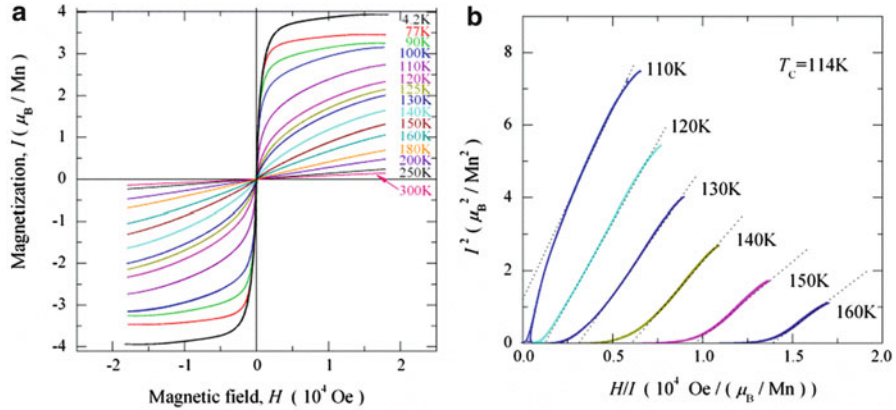 a
Magnetization, I ( μB / Mn )
4
3
2
1
0
-1
-2
-3
-4
4.2K
77K
90K
100K
110K
120K
125K
130K
140K
150K
160K
180K
200K
250K
300K
-2
-1
0
1
2
Magnetic field, H ( 10⁴ Oe )
b
I² ( μB² / Mn² )
8
6
4
2
0
TC=114K
110K
120K
130K
140K
150K
160K
0.0
0.5
1.0
1.5
2.0
H/I ( 10⁴ Oe / ( μB / Mn ) )